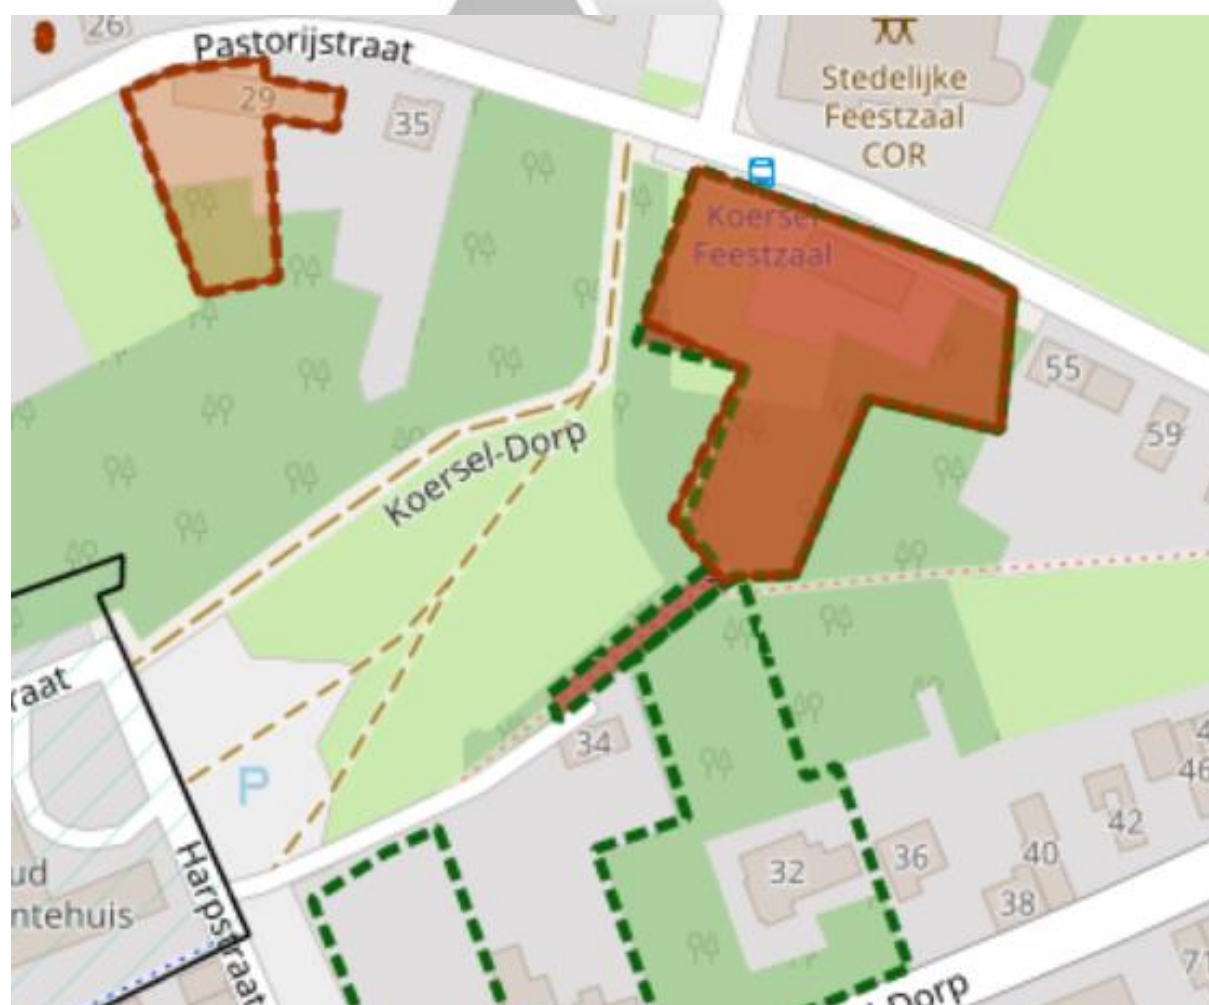 26
Pastorijstraat
29
35
Stedelijke
Feestzaal
COR
Koersel
Feestzaal
55
59
Koersel-Dorp
raat
34
P
46
42
40
36
32
38
ud
ntehuis
Harpstraat
71
l-Dorp